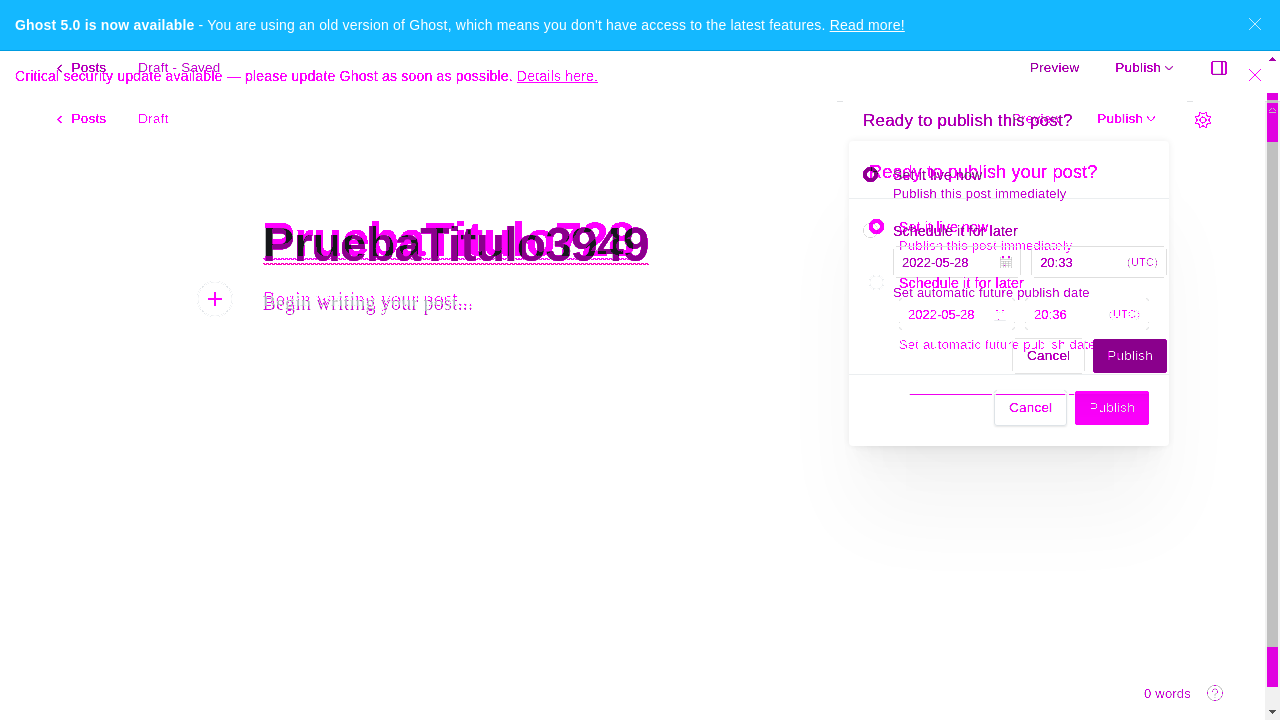 Ghost 5.0 is now available - You are using an old version of Ghost, which means you don't have access to the latest features. Read more!
Posts Draft - Saved Preview Publish
Critical security update available — please update Ghost as soon as possible. Details here.
Posts Draft Preview Publish
Ready to publish this post?
Ready to publish your post?
Set it live now
Publish this post immediately
Set it live now
Schedule it for later
Publish this post immediately
PruebaTitulo3949
2022-05-28 20:33 (UTC)
Schedule it for later
Set automatic future publish date
Begin writing your post...
2022-05-28 20:36 (UTC)
Set automatic future publish date
Cancel Publish
Cancel Publish
0 words